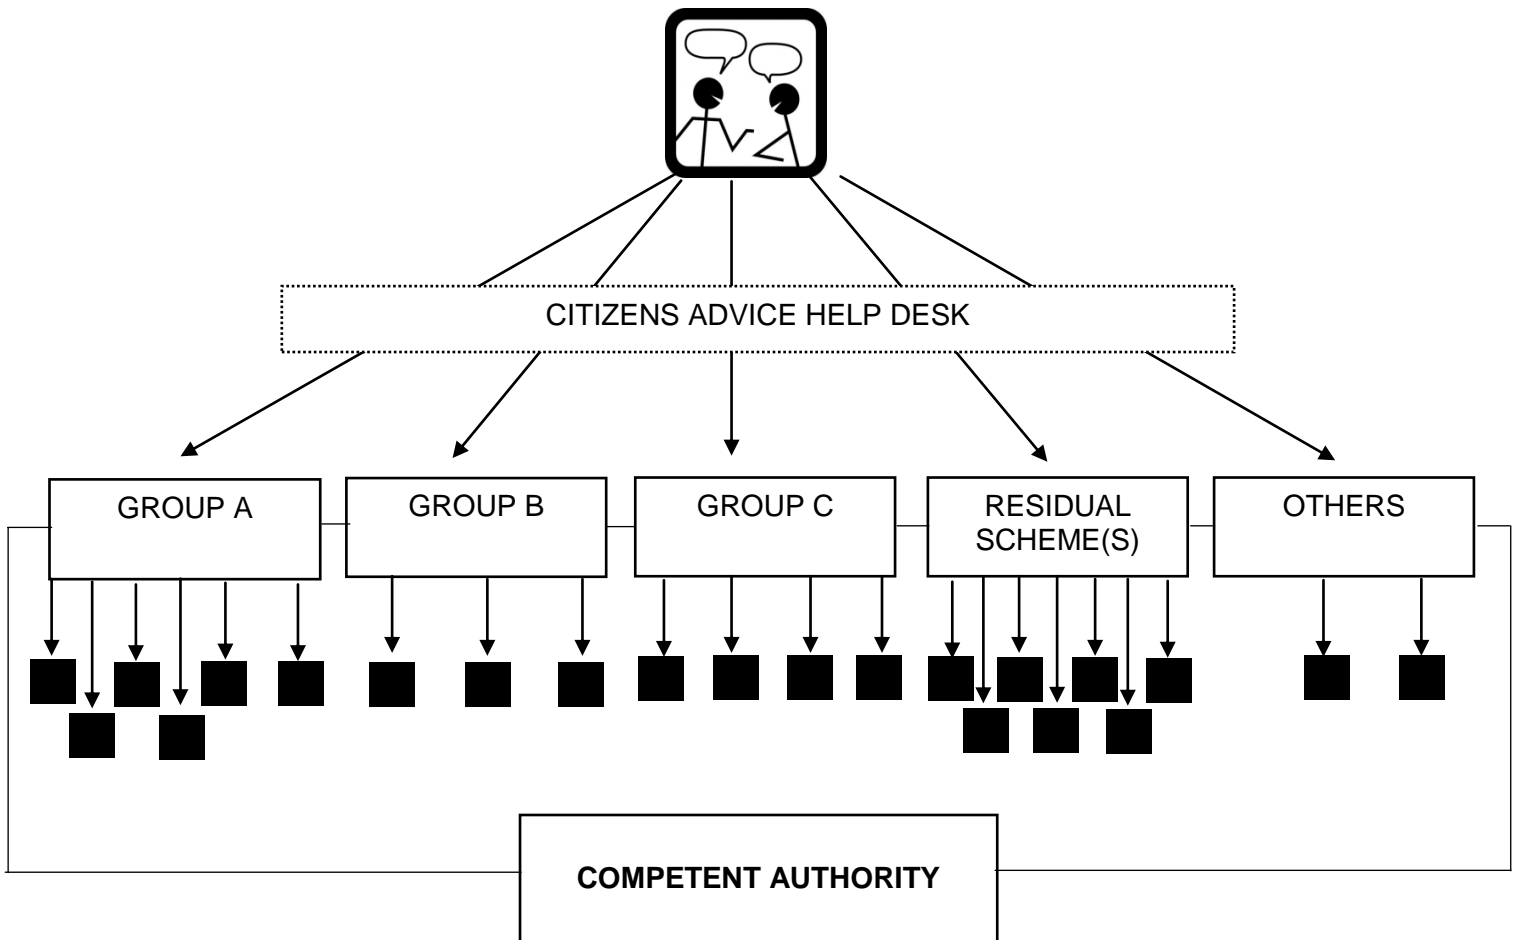 CITIZENS ADVICE HELP DESK
GROUP A
GROUP B
GROUP C
RESIDUAL
SCHEME(S)
OTHERS
COMPETENT AUTHORITY